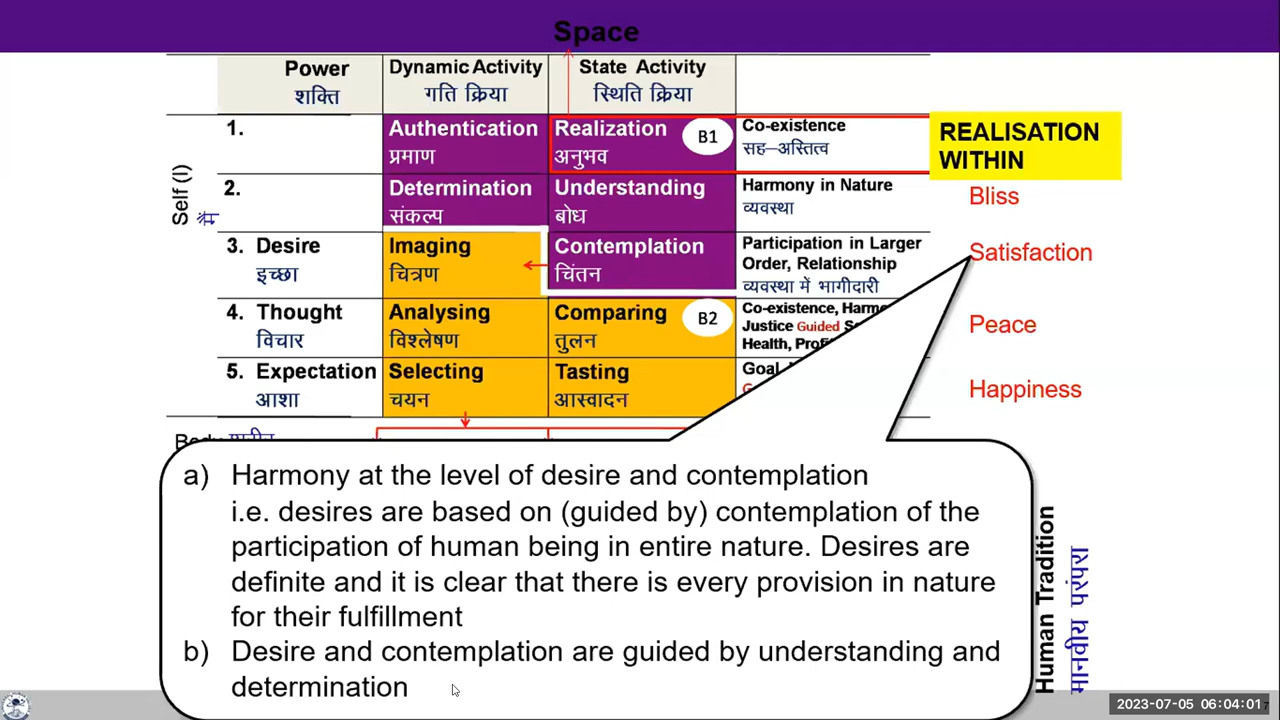 Space
Power Dynamic Activity State Activity
शक्ति गति क्रिया स्थिति क्रिया
1. Authentication Realization B1 Co-existence
प्रमाण अनुभव सह–अस्तित्व
REALISATION
WITHIN
2. Determination Understanding Harmony in Nature Bliss
संकल्प बोध व्यवस्था
Self (I)
मैं
3. Desire Imaging Contemplation Participation in Larger Satisfaction
Order, Relationship
इच्छा चित्रण चिंतन व्यवस्था में भागीदारी
4. Thought Analysing Comparing B2 Co-existence,
विचार विश्लेषण तुलन Justice Guided
Health, Peace
5. Expectation Selecting Tasting Happiness
आशा चयन आस्वादन
a) Harmony at the level of desire and contemplation
i.e. desires are based on (guided by) contemplation of the
participation of human being in entire nature. Desires are
definite and it is clear that there is every provision in nature
for their fulfillment
b) Desire and contemplation are guided by understanding and
determination
Human Tradition
मानवीय परंपरा
2023-07-05 06:04:01